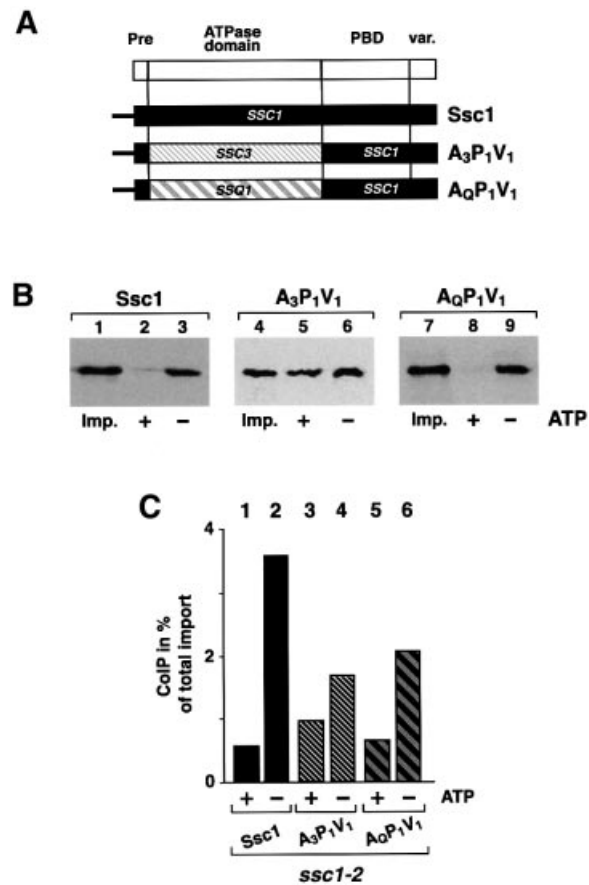 A
Pre ATPase domain PBD var.
SSC1 Ssc1
SSC3 SSC1 A3P1V1
SSQ1 SSC1 AQP1V1
B
Ssc1 A3P1V1 AQP1V1
1 2 3 4 5 6 7 8 9
Imp. + − Imp. + − Imp. + − ATP
C
1 2 3 4 5 6
CoIP in %
of total import
4
2
0
+ − + − + − ATP
Ssc1 A3P1V1 AQP1V1
ssc1-2